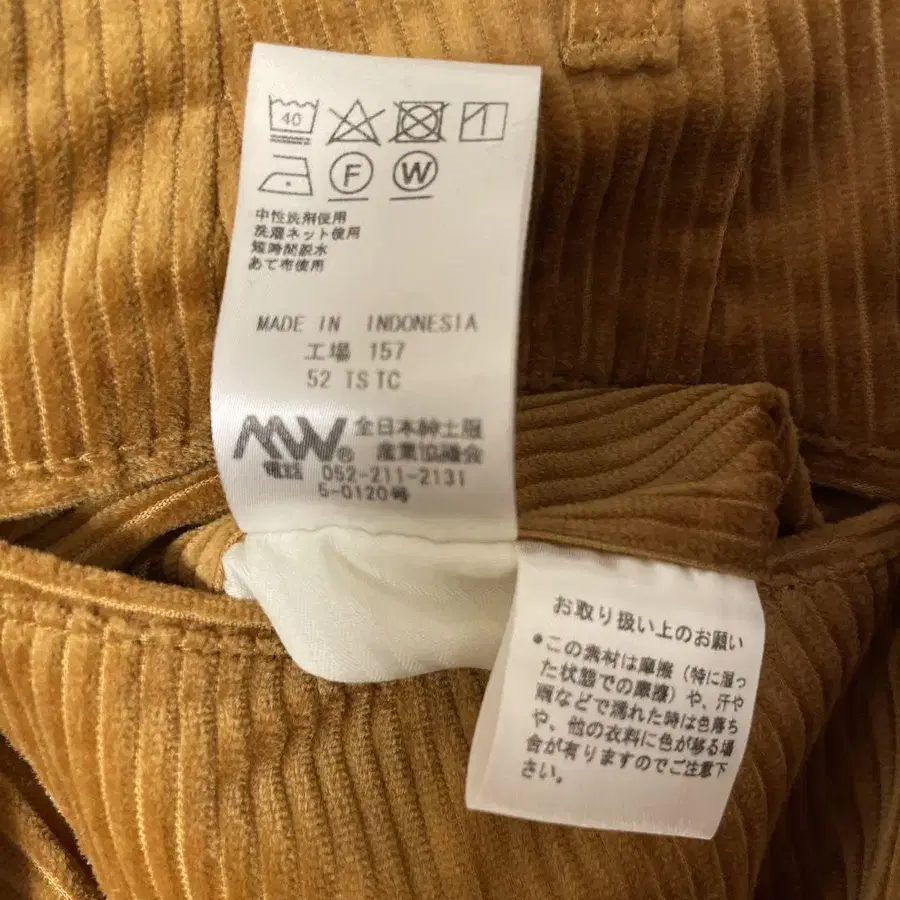 40
F
W
中性洗剤使用
洗濯ネット使用
短時間脱水
あて布使用
MADE IN INDONESIA
工場 157
52 TSTC
MW® 全日本紳士服
産業協議会
電話 052-211-2131
5-0120号
お取り扱い上のお願い
●この素材は摩擦（特に湿っ
た状態での摩擦）や、汗や
雨などで濡れた時は色落ち
や、他の衣料に色が移る場
合が有りますのでご注意下
さい。